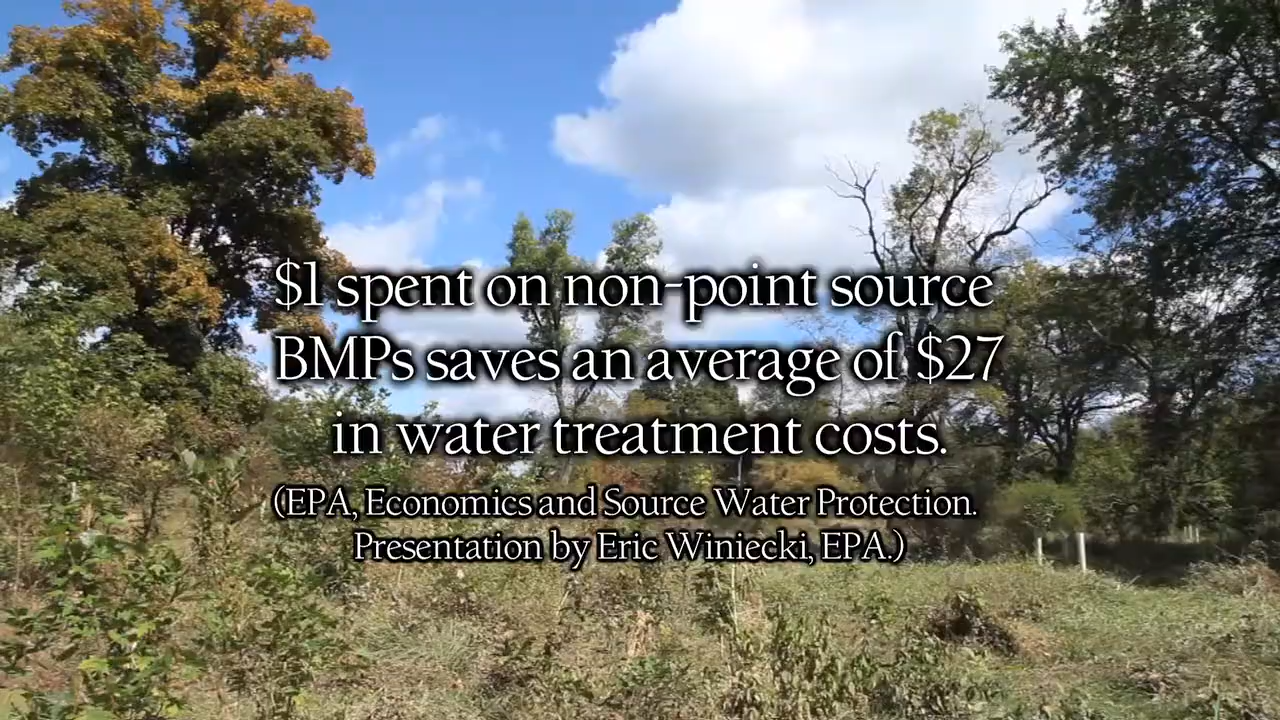 $1 spent on non-point source
BMPs saves an average of $27
in water treatment costs.
(EPA, Economics and Source Water Protection.
Presentation by Eric Winiecki, EPA.)